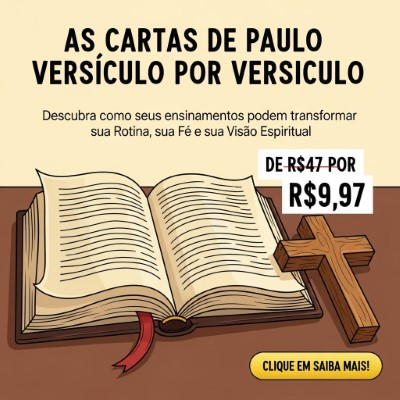 AS CARTAS DE PAULO
VERSÍCULO POR VERSICULO
Descubra como seus ensinamentos podem transformar
sua Rotina, sua Fé e sua Visão Espiritual
DE R$47 POR
R$9,97
CLIQUE EM SAIBA MAIS!